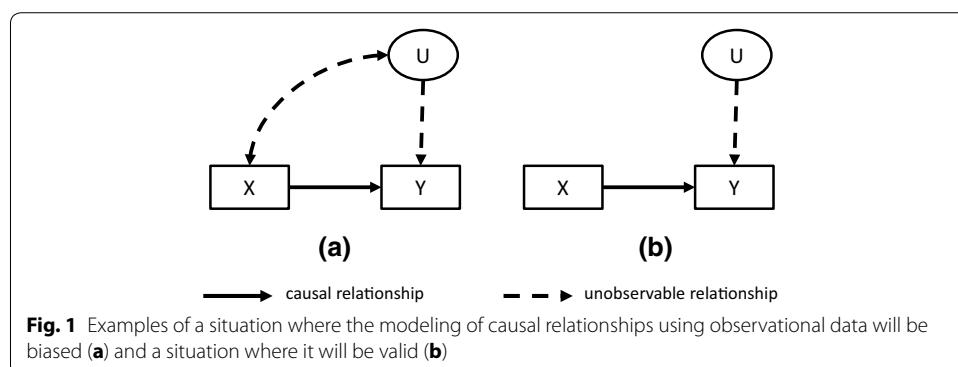 U
U
X
Y
X
Y
(a)
(b)
causal relationship
unobservable relationship
Fig. 1 Examples of a situation where the modeling of causal relationships using observational data will be
biased (a) and a situation where it will be valid (b)